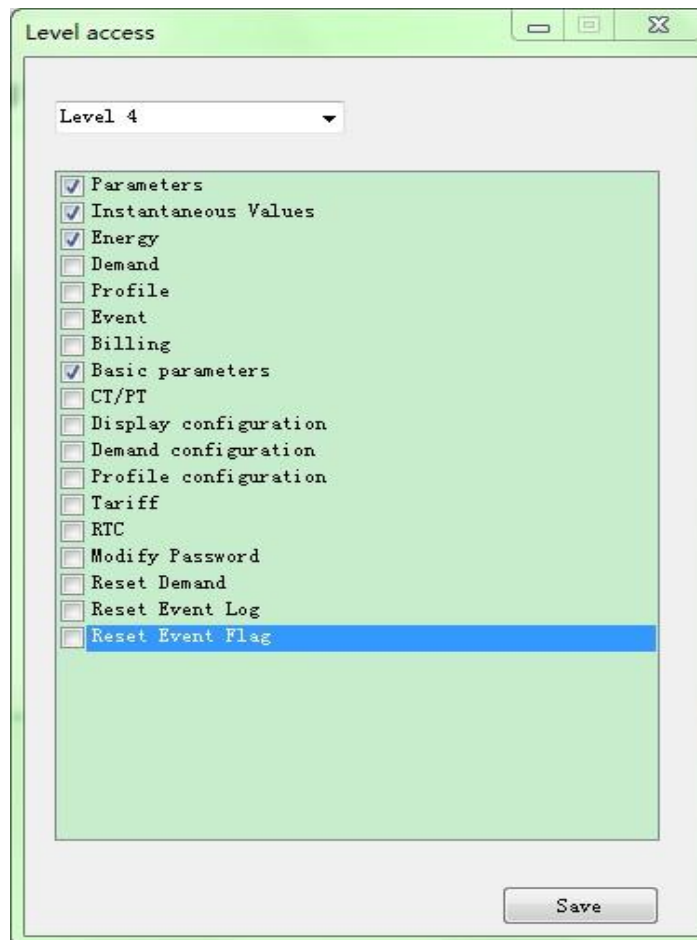 Level access
Level 4
Parameters
Instantaneous Values
Energy
Demand
Profile
Event
Billing
Basic parameters
CT/PT
Display configuration
Demand configuration
Profile configuration
Tariff
RTC
Modify Password
Reset Demand
Reset Event Log
Reset Event Flag
Save